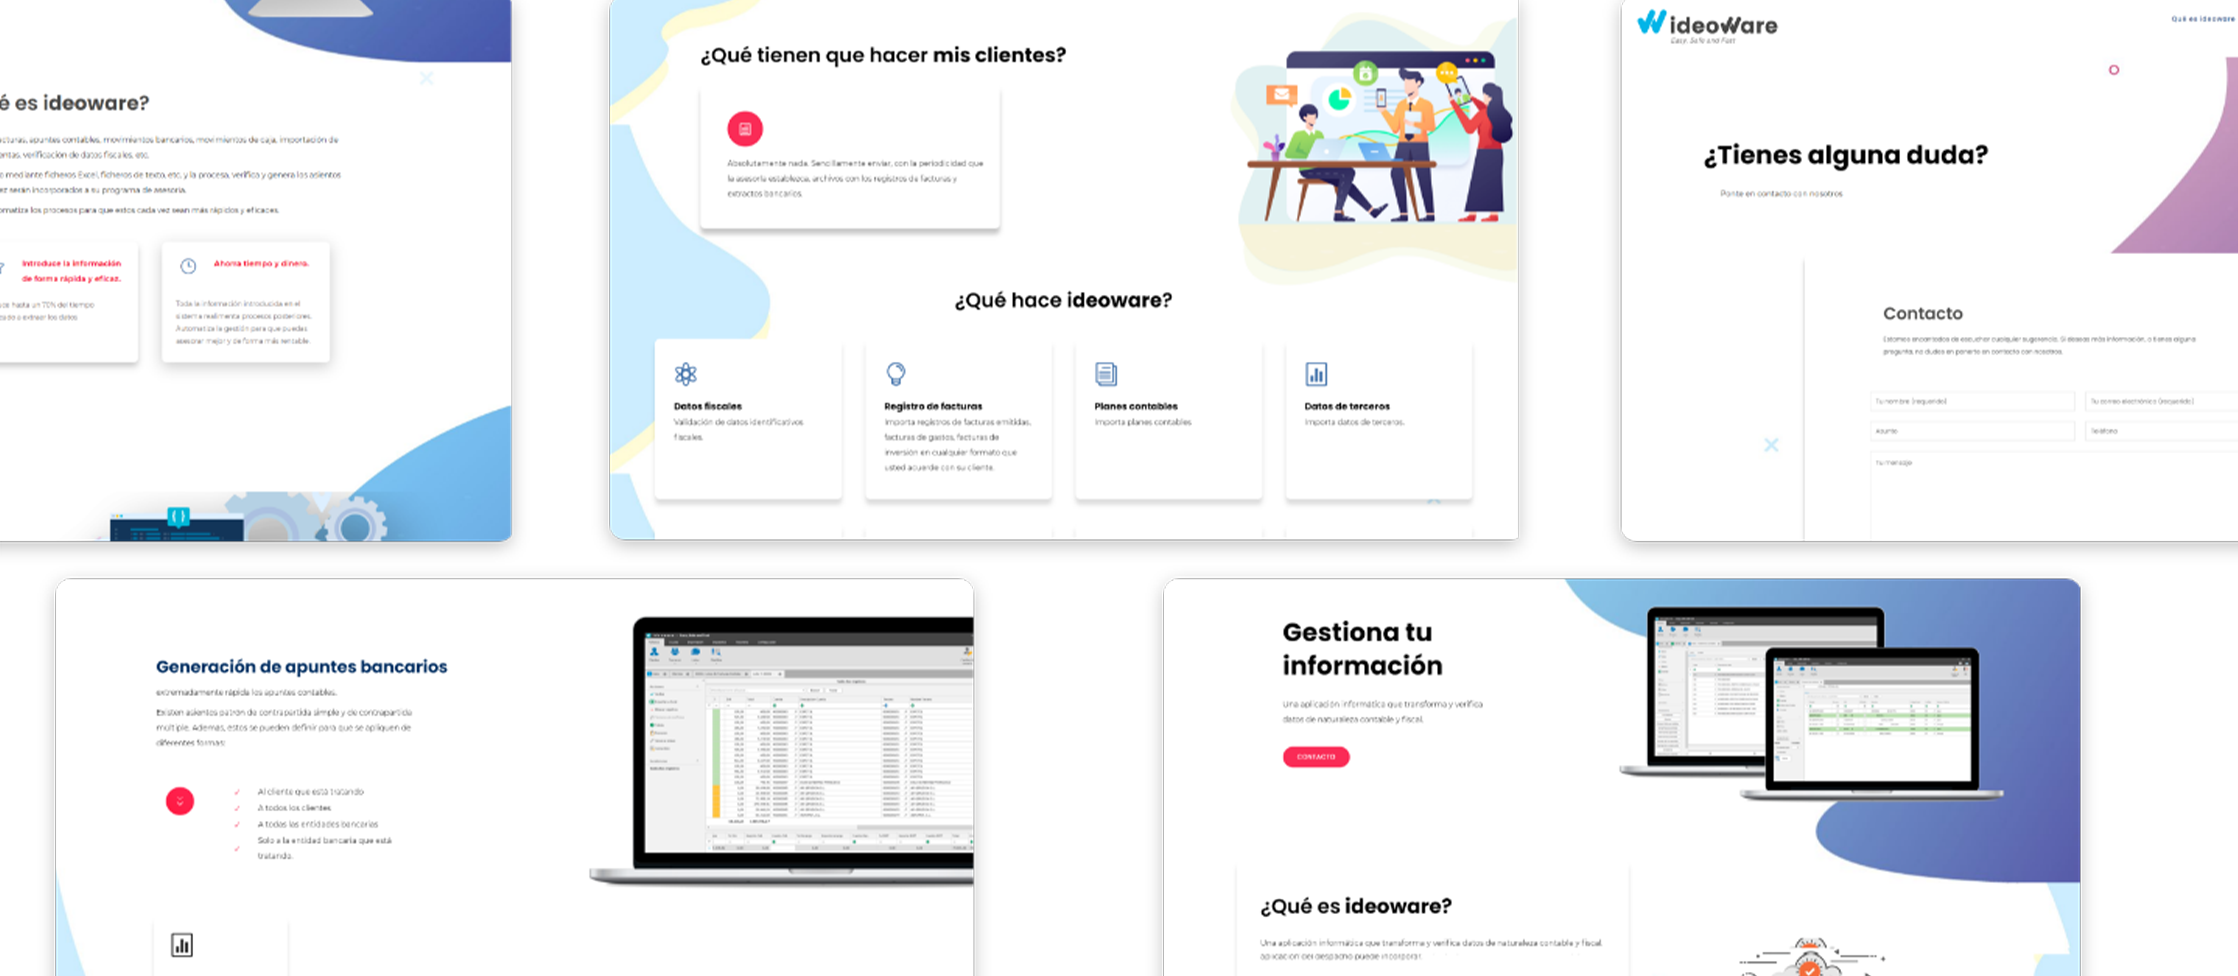 é es ideoware?
acturas, apuntes contables, movimientos bancarios, movimientos de caja, importación de
entas, verificación de datos fiscales, etc.
o mediante ficheros Excel, ficheros de texto, etc. y la procesa, verifica y genera los asientos
ez serán incorporados a su programa de asesoría.
omatiza los procesos para que estos cada vez sean más rápidos y eficaces.
Introduce la información
de forma rápida y eficaz.
os hasta un 70% del tiempo
cado a extraer los datos
Ahorra tiempo y dinero.
Toda la información introducida en el
sistema realimenta procesos posteriores.
Automatiza la gestión para que puedas
asesorar mejor y de forma más rentable.
¿Qué tienen que hacer mis clientes?
Absolutamente nada. Sencillamente enviar, con la periodicidad que
la asesoría establezca, archivos con los registros de facturas y
extractos bancarios.
¿Qué hace ideoware?
Datos fiscales
Validación de datos identificativos
fiscales.
Registro de facturas
Importa registros de facturas emitidas,
facturas de gastos, facturas de
inversión en cualquier formato que
usted acuerde con su cliente.
Planes contables
Importa planes contables
Datos de terceros
Importa datos de terceros.
ideoWare
Easy, Safe and Fast
Qué es ideoware
¿Tienes alguna duda?
Ponte en contacto con nosotros
Contacto
Estamos encantados de escuchar cualquier sugerencia. Si deseas más información, o tienes alguna
pregunta, no dudes en ponerte en contacto con nosotros.
Tu nombre (requerido)
Tu correo electrónico (requerido)
Asunto
Teléfono
Tu mensaje
Generación de apuntes bancarios
extremadamente rápida los apuntes contables.
Existen asientos patrón de contrapartida simple y de contrapartida
múltiple. Además, estos se pueden definir para que se apliquen de
diferentes formas:
Al cliente que está tratando
A todos los clientes
A todas las entidades bancarias
Solo a la entidad bancaria que está
tratando.
Gestiona tu
información
Una aplicación informática que transforma y verifica
datos de naturaleza contable y fiscal.
CONTACTO
¿Qué es ideoware?
Una aplicación informática que transforma y verifica datos de naturaleza contable y fiscal
aplicación del despacho puede incorporar.